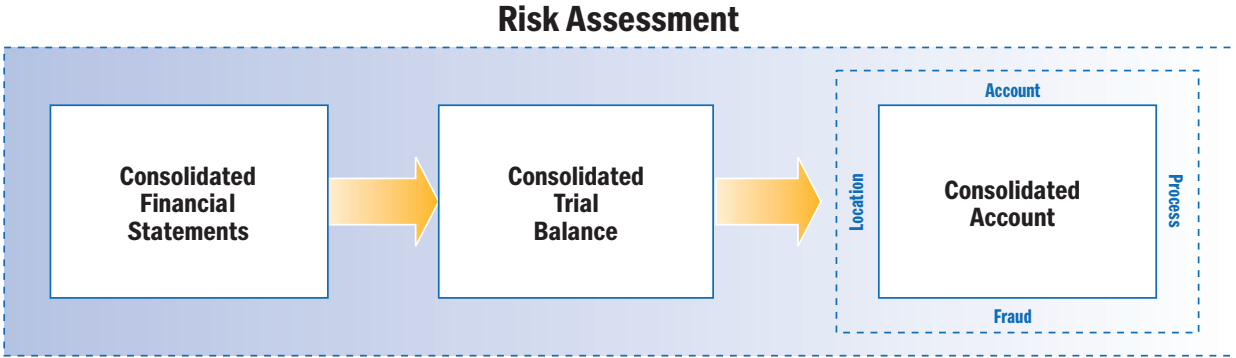 Risk Assessment
Consolidated
Financial
Statements
Consolidated
Trial
Balance
Account
Location
Consolidated
Account
Process
Fraud